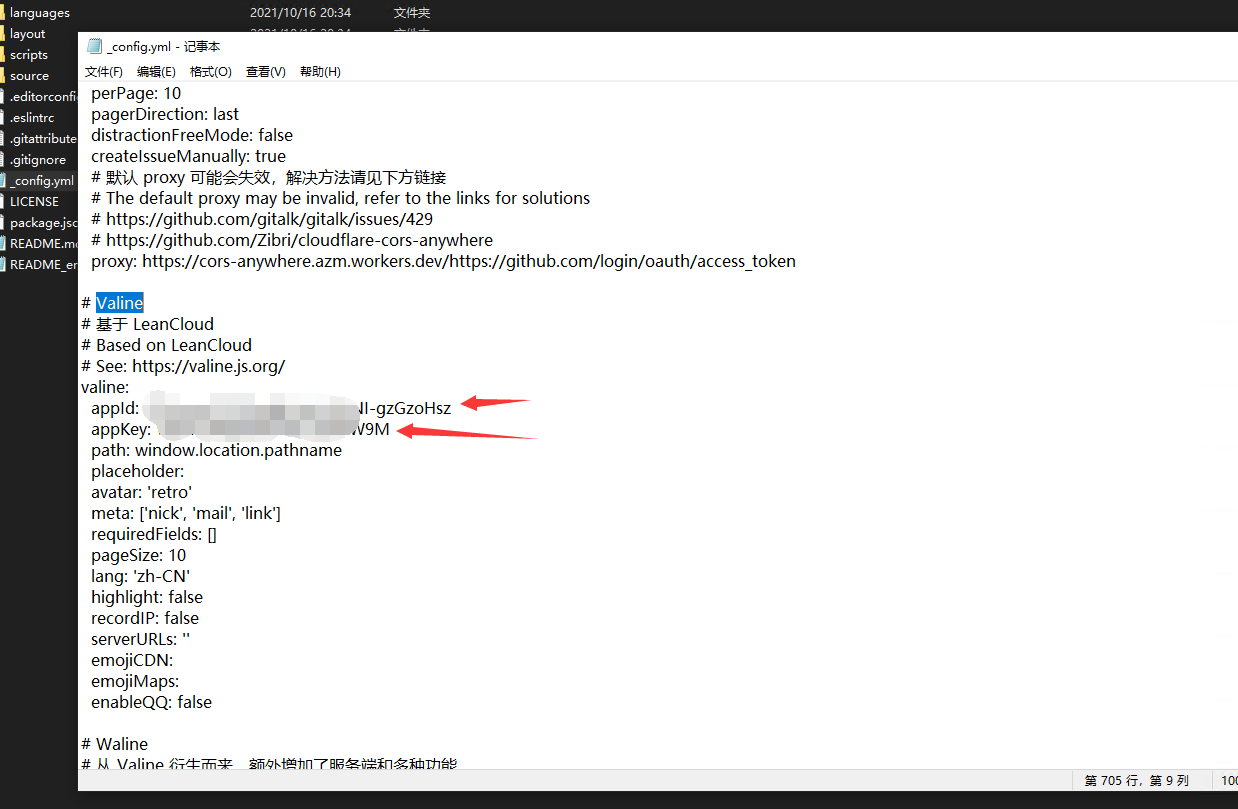 languages 2021/10/16 20:34 文件夹
layout
scripts
source
.editorconfi
.eslintrc
.gitattribute
.gitignore
_config.yml
LICENSE
package.jsc
README.mc
README_er
_config.yml - 记事本
文件(F) 编辑(E) 格式(O) 查看(V) 帮助(H)
perPage: 10
pagerDirection: last
distractionFreeMode: false
createIssueManually: true
# 默认 proxy 可能会失效，解决方法请见下方链接
# The default proxy may be invalid, refer to the links for solutions
# https://github.com/gitalk/gitalk/issues/429
# https://github.com/Zibri/cloudflare-cors-anywhere
proxy: https://cors-anywhere.azm.workers.dev/https://github.com/login/oauth/access_token
# Valine
# 基于 LeanCloud
# Based on LeanCloud
# See: https://valine.js.org/
valine:
appId: -gzGzoHsz
appKey: W9M
path: window.location.pathname
placeholder:
avatar: 'retro'
meta: ['nick', 'mail', 'link']
requiredFields: []
pageSize: 10
lang: 'zh-CN'
highlight: false
recordIP: false
serverURLs: ''
emojiCDN:
emojiMaps:
enableQQ: false
# Waline
# 从 Valine 衍生而来，额外增加了服务端和多种功能
第 705 行，第 9 列 100